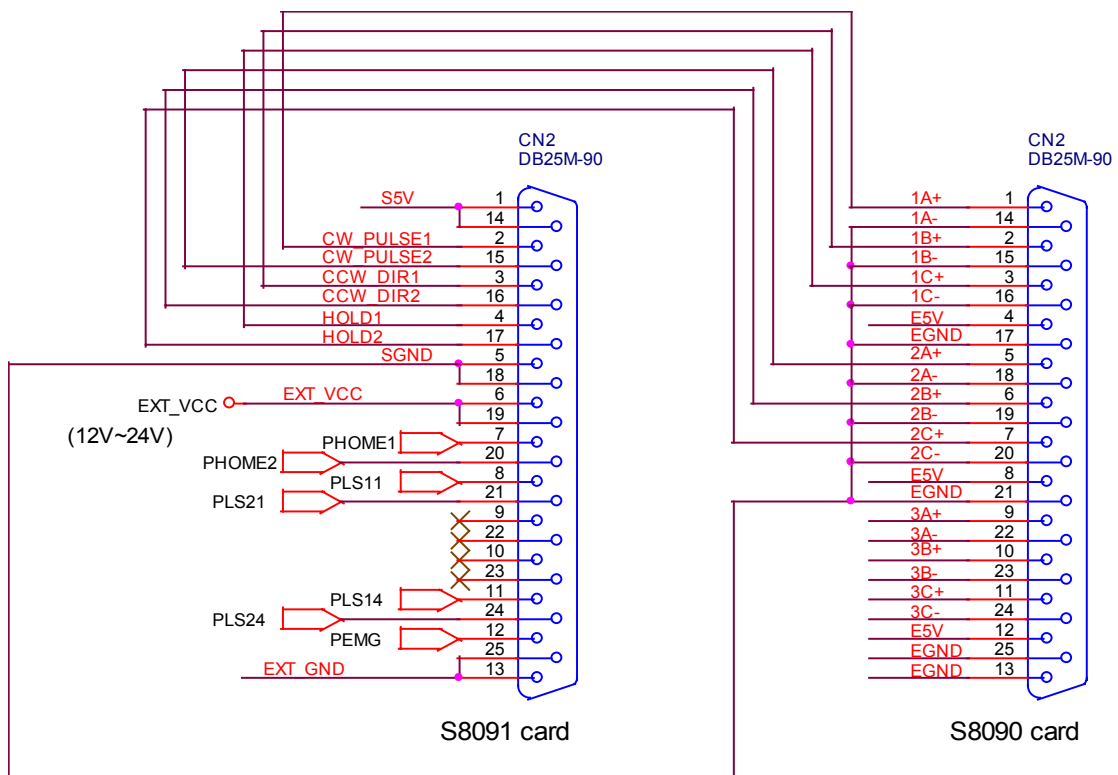 CN2
DB25M-90
S5V 1
14
CW_PULSE1 2
CW_PULSE2 15
CCW_DIR1 3
CCW_DIR2 16
HOLD1 4
HOLD2 17
SGND 5
18
EXT_VCC EXT_VCC 6
(12V~24V)
19
PHOME1 7
PHOME2 20
PLS11 8
PLS21 21
9
22
10
23
PLS14 11
PLS24 24
PEMG 12
25
EXT GND 13
S8091 card
CN2
DB25M-90
1A+ 1
1A- 14
1B+ 2
1B- 15
1C+ 3
1C- 16
E5V 4
EGND 17
2A+ 5
2A- 18
2B+ 6
2B- 19
2C+ 7
2C- 20
E5V 8
EGND 21
3A+ 9
3A- 22
3B+ 10
3B- 23
3C+ 11
3C- 24
E5V 12
EGND 25
EGND 13
S8090 card